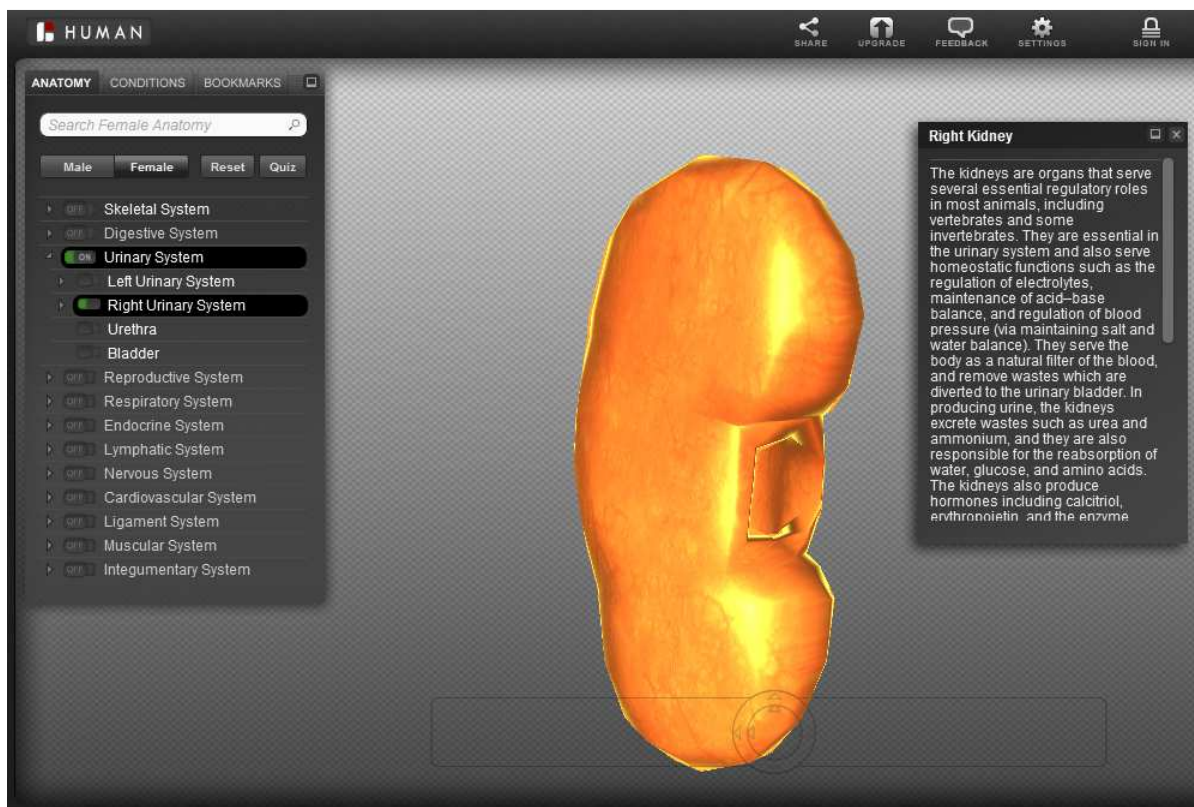 HUMAN
SHARE
UPGRADE
FEEDBACK
SETTINGS
SIGN IN
ANATOMY CONDITIONS BOOKMARKS
Search Female Anatomy
Male Female Reset Quiz
OFF Skeletal System
OFF Digestive System
ON Urinary System
Left Urinary System
Right Urinary System
Urethra
Bladder
OFF Reproductive System
OFF Respiratory System
OFF Endocrine System
OFF Lymphatic System
OFF Nervous System
OFF Cardiovascular System
OFF Ligament System
OFF Muscular System
OFF Integumentary System
Right Kidney
The kidneys are organs that serve
several essential regulatory roles
in most animals, including
vertebrates and some
invertebrates. They are essential in
the urinary system and also serve
homeostatic functions such as the
regulation of electrolytes,
maintenance of acid–base
balance, and regulation of blood
pressure (via maintaining salt and
water balance). They serve the
body as a natural filter of the blood,
and remove wastes which are
diverted to the urinary bladder. In
producing urine, the kidneys
excrete wastes such as urea and
ammonium, and they are also
responsible for the reabsorption of
water, glucose, and amino acids.
The kidneys also produce
hormones including calcitriol,
erythropoietin, and the enzyme